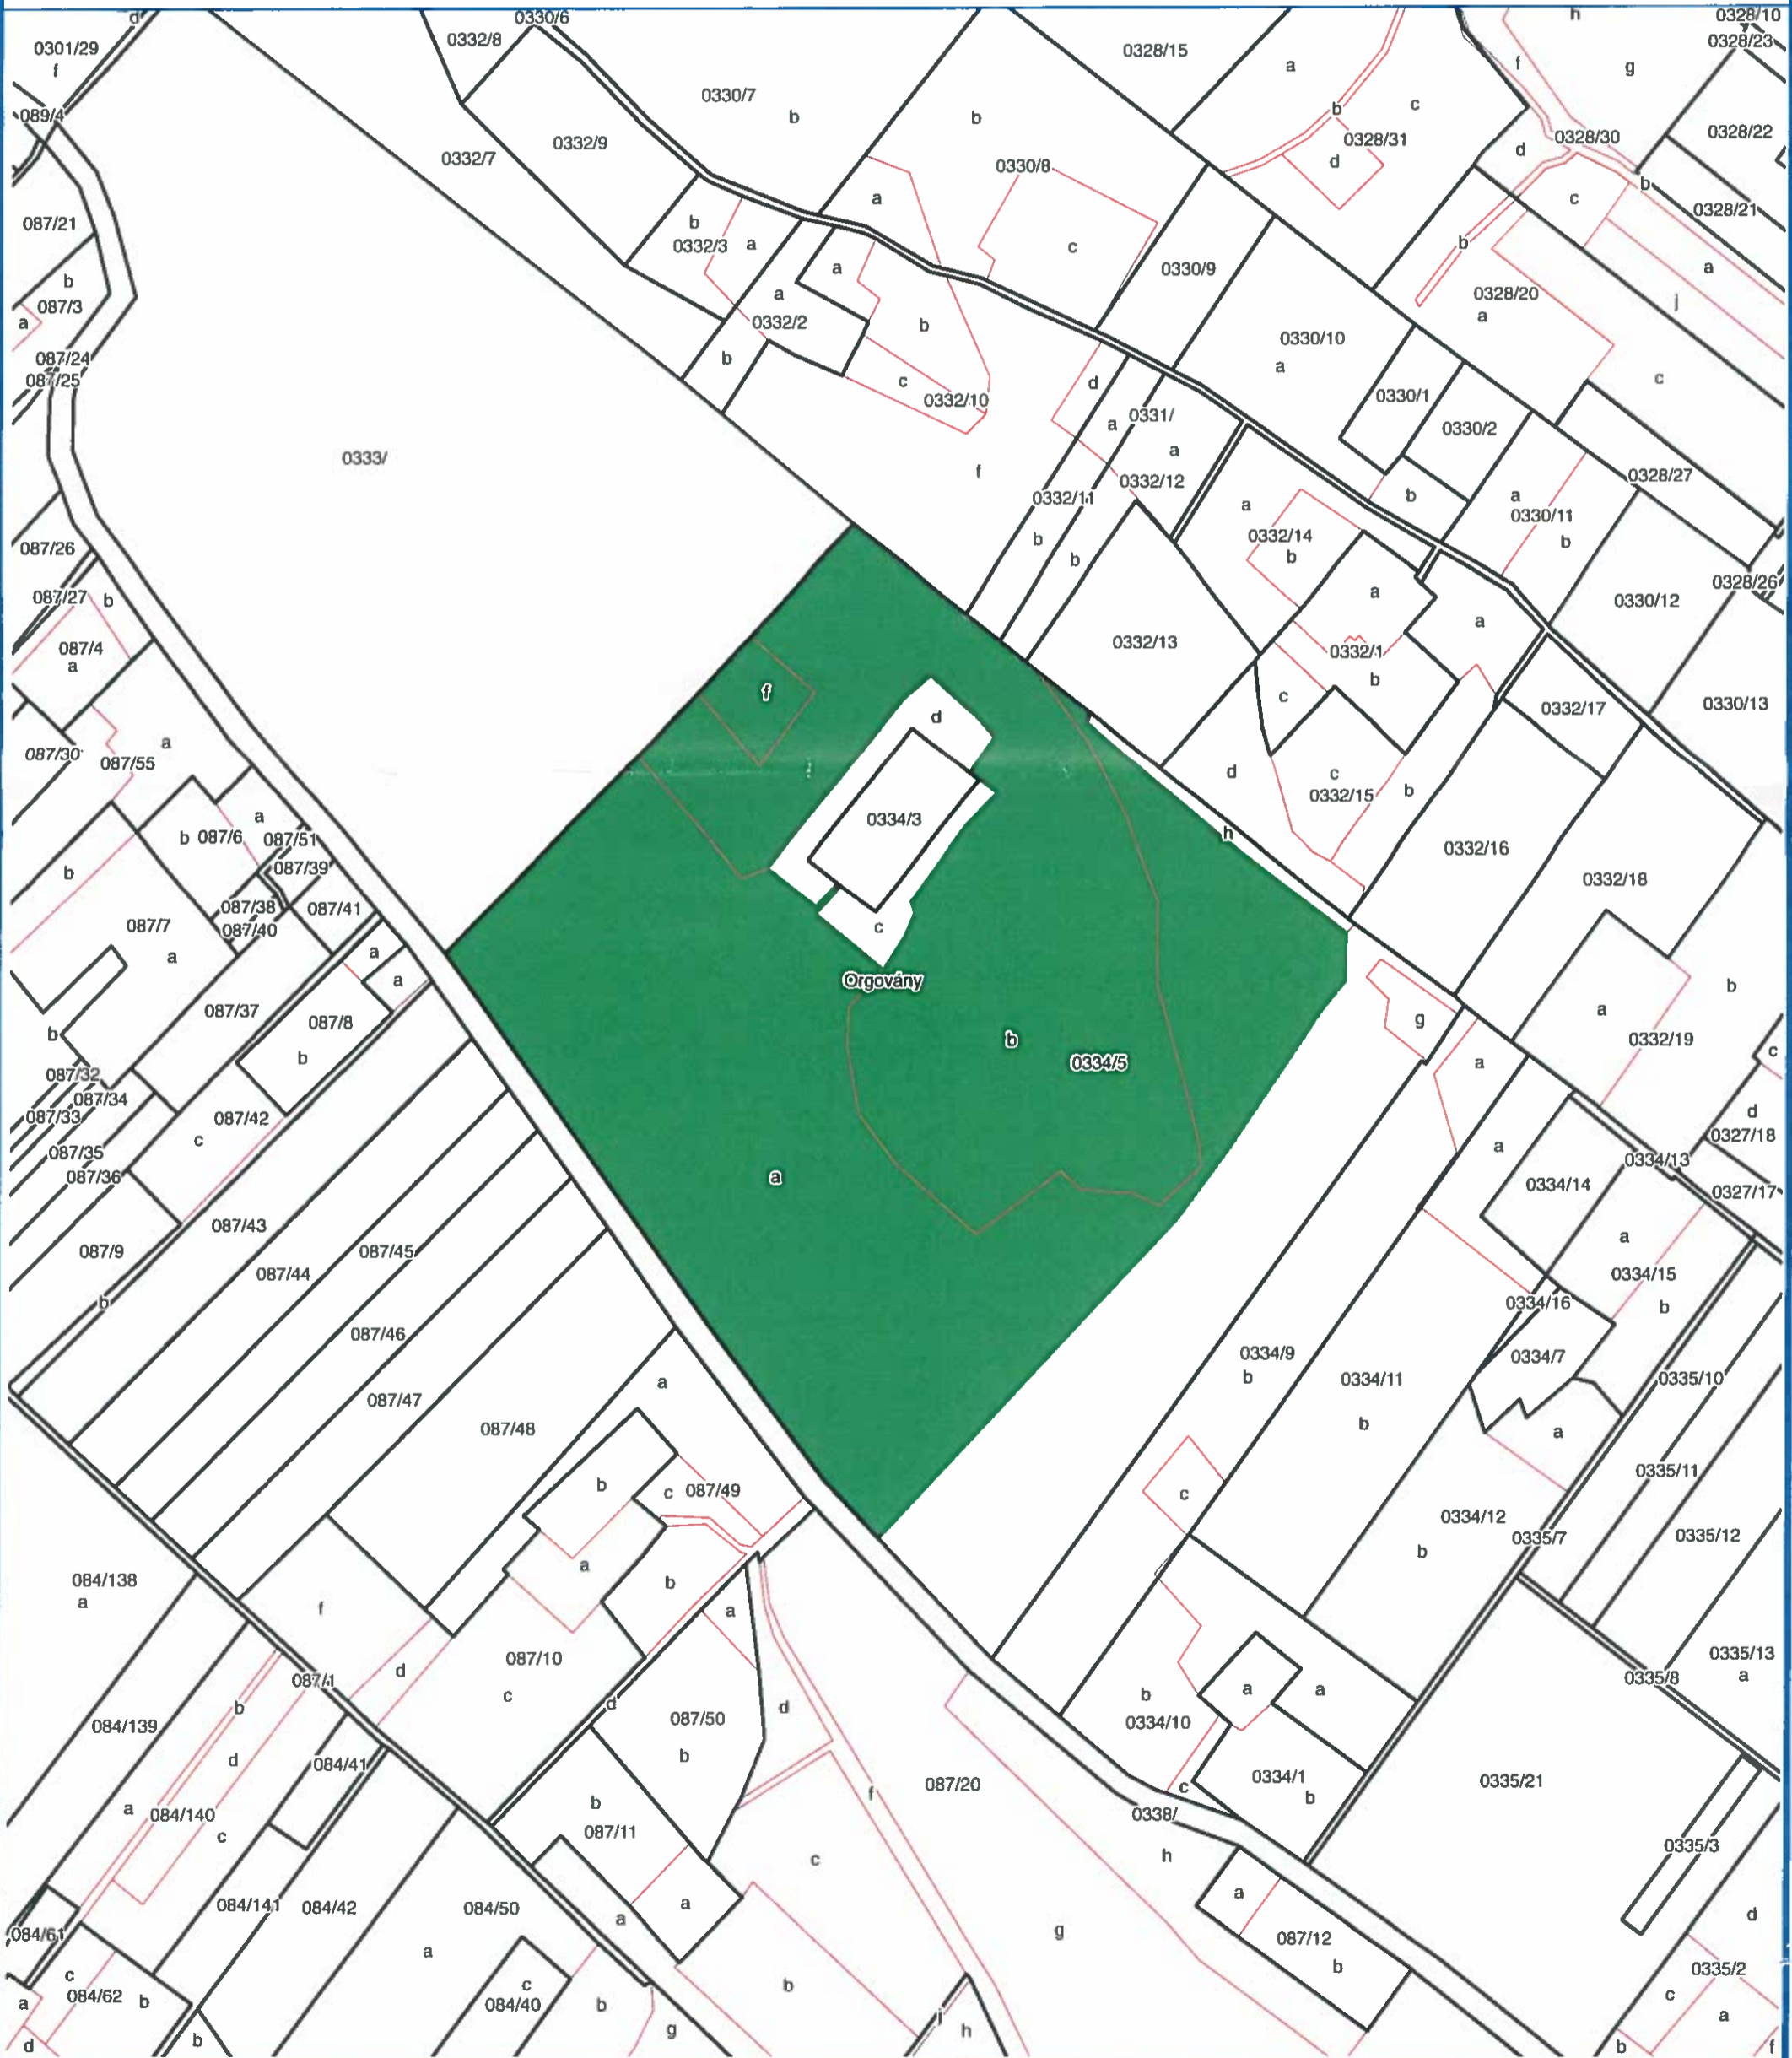 d
0330/6
h
0328/10
0301/29
0332/8
0328/15
0328/23
f
a
f
g
0330/7
b
b
b
c
089/4
0332/9
0328/31
0328/30
0328/22
0332/7
0330/8
d
d
b
a
c
0328/21
087/21
b
0332/3
a
c
b
a
b
a
0330/9
0328/20
j
087/3
a
a
a
0332/2
b
0330/10
087/24
b
a
c
087/25
c
0332/10
d
0330/1
a
0331/
0330/2
0333/
f
a
0332/12
0328/27
0332/11
b
a
0330/11
a
0332/14
b
087/26
b
b
b
0328/26
087/27
b
a
0330/12
087/4
a
0332/13
a
0332/1
b
f
c
0330/13
d
0332/17
a
087/30
087/55
d
c
0332/15
b
a
0334/3
h
b
087/6
087/51
0332/16
b
087/39
0332/18
087/38
087/41
087/7
087/40
c
a
a
a
Orgovány
b
087/37
087/8
g
a
b
b
b
0334/5
a
0332/19
c
087/32
087/34
087/33
087/42
d
c
a
0327/18
087/35
0334/13
087/36
a
0334/14
0327/17
087/43
087/9
087/45
a
087/44
0334/15
b
0334/16
b
087/46
0334/9
0334/7
b
0334/11
0335/10
a
087/47
b
087/48
a
b
c
087/49
0335/11
c
0334/12
0335/7
0335/12
a
b
084/138
b
a
f
a
087/10
0335/13
d
0335/8
a
087/1
c
b
a
a
b
d
d
084/139
087/50
0334/10
b
d
084/41
0334/1
087/20
c
0335/21
f
b
b
a
084/140
0338/
c
087/11
0335/3
c
h
084/141
084/42
084/50
a
a
a
d
084/61
g
087/12
a
b
c
084/62
b
c
0335/2
a
084/40
b
b
c
a
d
b
g
j
h
b
f